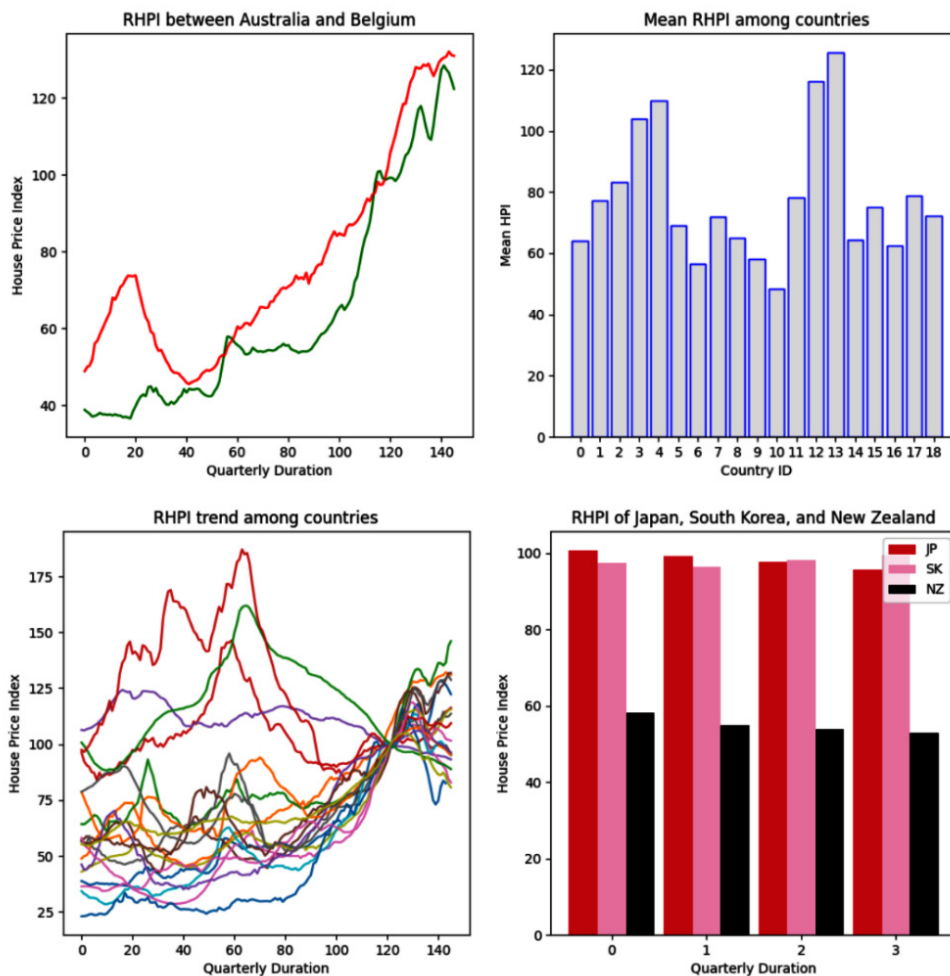 RHPI between Australia and Belgium
House Price Index
120
100
80
60
40
0 20 40 60 80 100 120 140
Quarterly Duration
Mean RHPI among countries
Mean HPI
120
100
80
60
40
20
0
0 1 2 3 4 5 6 7 8 9 10 11 12 13 14 15 16 17 18
Country ID
RHPI trend among countries
House Price Index
175
150
125
100
75
50
25
0 20 40 60 80 100 120 140
Quarterly Duration
RHPI of Japan, South Korea, and New Zealand
House Price Index
100
80
60
40
20
0
JP
SK
NZ
0 1 2 3
Quarterly Duration